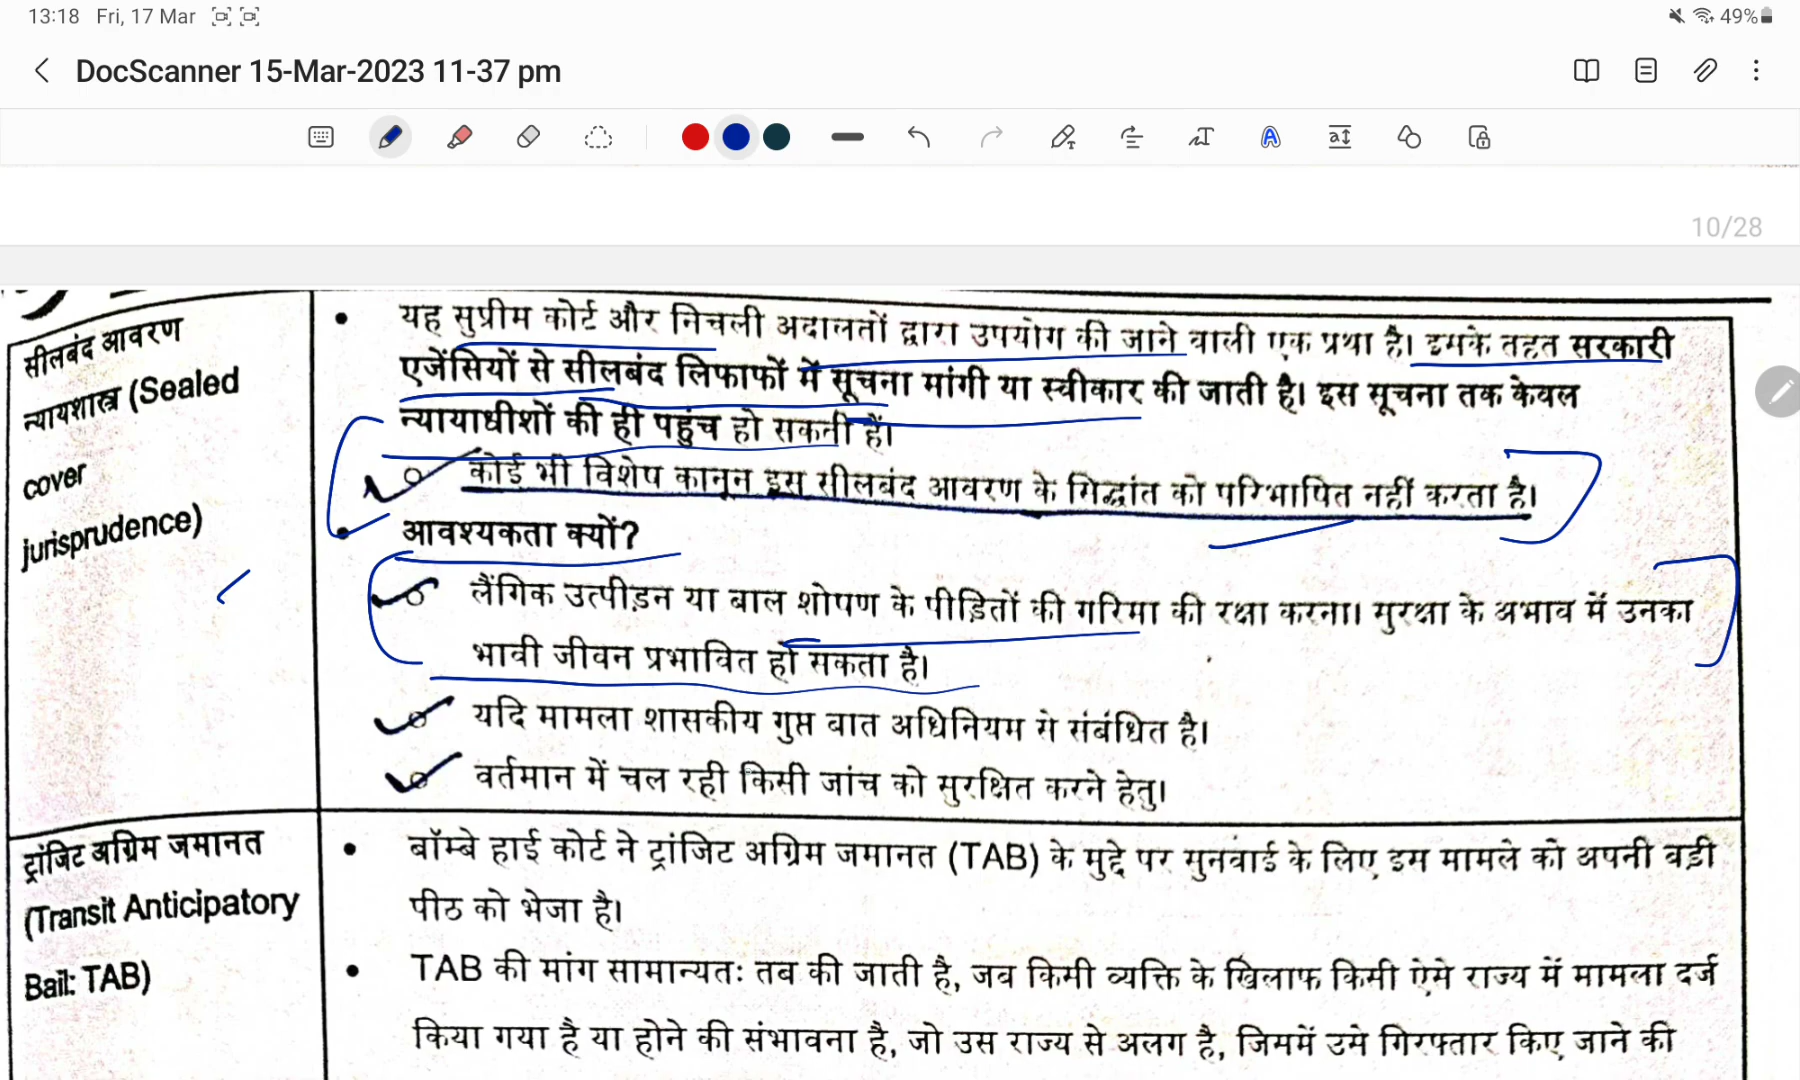 13:18 Fri, 17 Mar
49%
DocScanner 15-Mar-2023 11-37 pm
10/28
सीलबंद आवरण
न्यायशास्त्र (Sealed
cover
jurisprudence)
• यह सुप्रीम कोर्ट और निचली अदालतों द्वारा उपयोग की जाने वाली एक प्रथा है। इसके तहत सरकारी
एजेंसियों से सीलबंद लिफाफों में सूचना मांगी या स्वीकार की जाती है। इस सूचना तक केवल
न्यायाधीशों की ही पहुंच हो सकती हैं।
○ कोई भी विशेष कानून इस सीलबंद आवरण के सिद्धांत को परिभाषित नहीं करता है।
• आवश्यकता क्यों?
○ लैंगिक उत्पीड़न या बाल शोषण के पीड़ितों की गरिमा की रक्षा करना। सुरक्षा के अभाव में उनका
भावी जीवन प्रभावित हो सकता है।
○ यदि मामला शासकीय गुप्त बात अधिनियम से संबंधित है।
○ वर्तमान में चल रही किसी जांच को सुरक्षित करने हेतु।
ट्रांजिट अग्रिम जमानत
(Transit Anticipatory
Bail: TAB)
• बॉम्बे हाई कोर्ट ने ट्रांजिट अग्रिम जमानत (TAB) के मुद्दे पर सुनवाई के लिए इस मामले को अपनी बड़ी
पीठ को भेजा है।
• TAB की मांग सामान्यतः तब की जाती है, जब किसी व्यक्ति के खिलाफ किसी ऐसे राज्य में मामला दर्ज
किया गया है या होने की संभावना है, जो उस राज्य से अलग है, जिसमें उसे गिरफ्तार किए जाने की